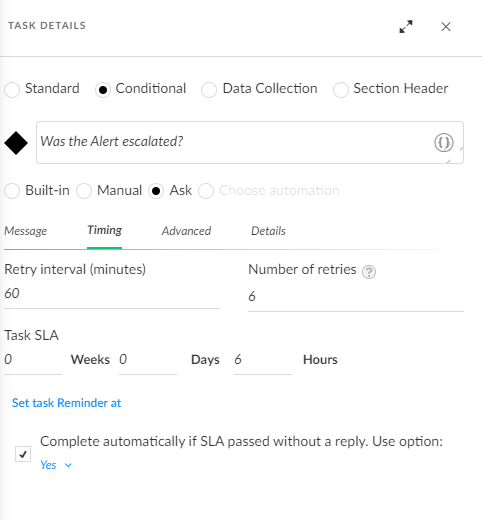 TASK DETAILS
Standard Conditional Data Collection Section Header
Was the Alert escalated? {}
Built-in Manual Ask Choose automation
Message Timing Advanced Details
Retry interval (minutes) Number of retries ?
60 6
Task SLA
0 Weeks 0 Days 6 Hours
Set task Reminder at
Complete automatically if SLA passed without a reply. Use option:
Yes